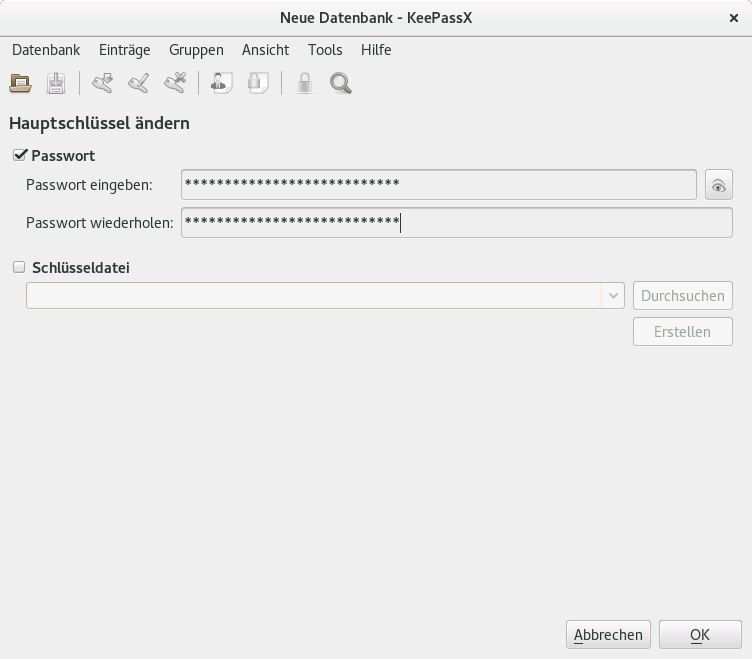 Neue Datenbank - KeePassX
Datenbank Einträge Gruppen Ansicht Tools Hilfe
Hauptschlüssel ändern
Passwort
Passwort eingeben: ***************************
Passwort wiederholen: ***************************
Schlüsseldatei
Durchsuchen
Erstellen
Abbrechen OK